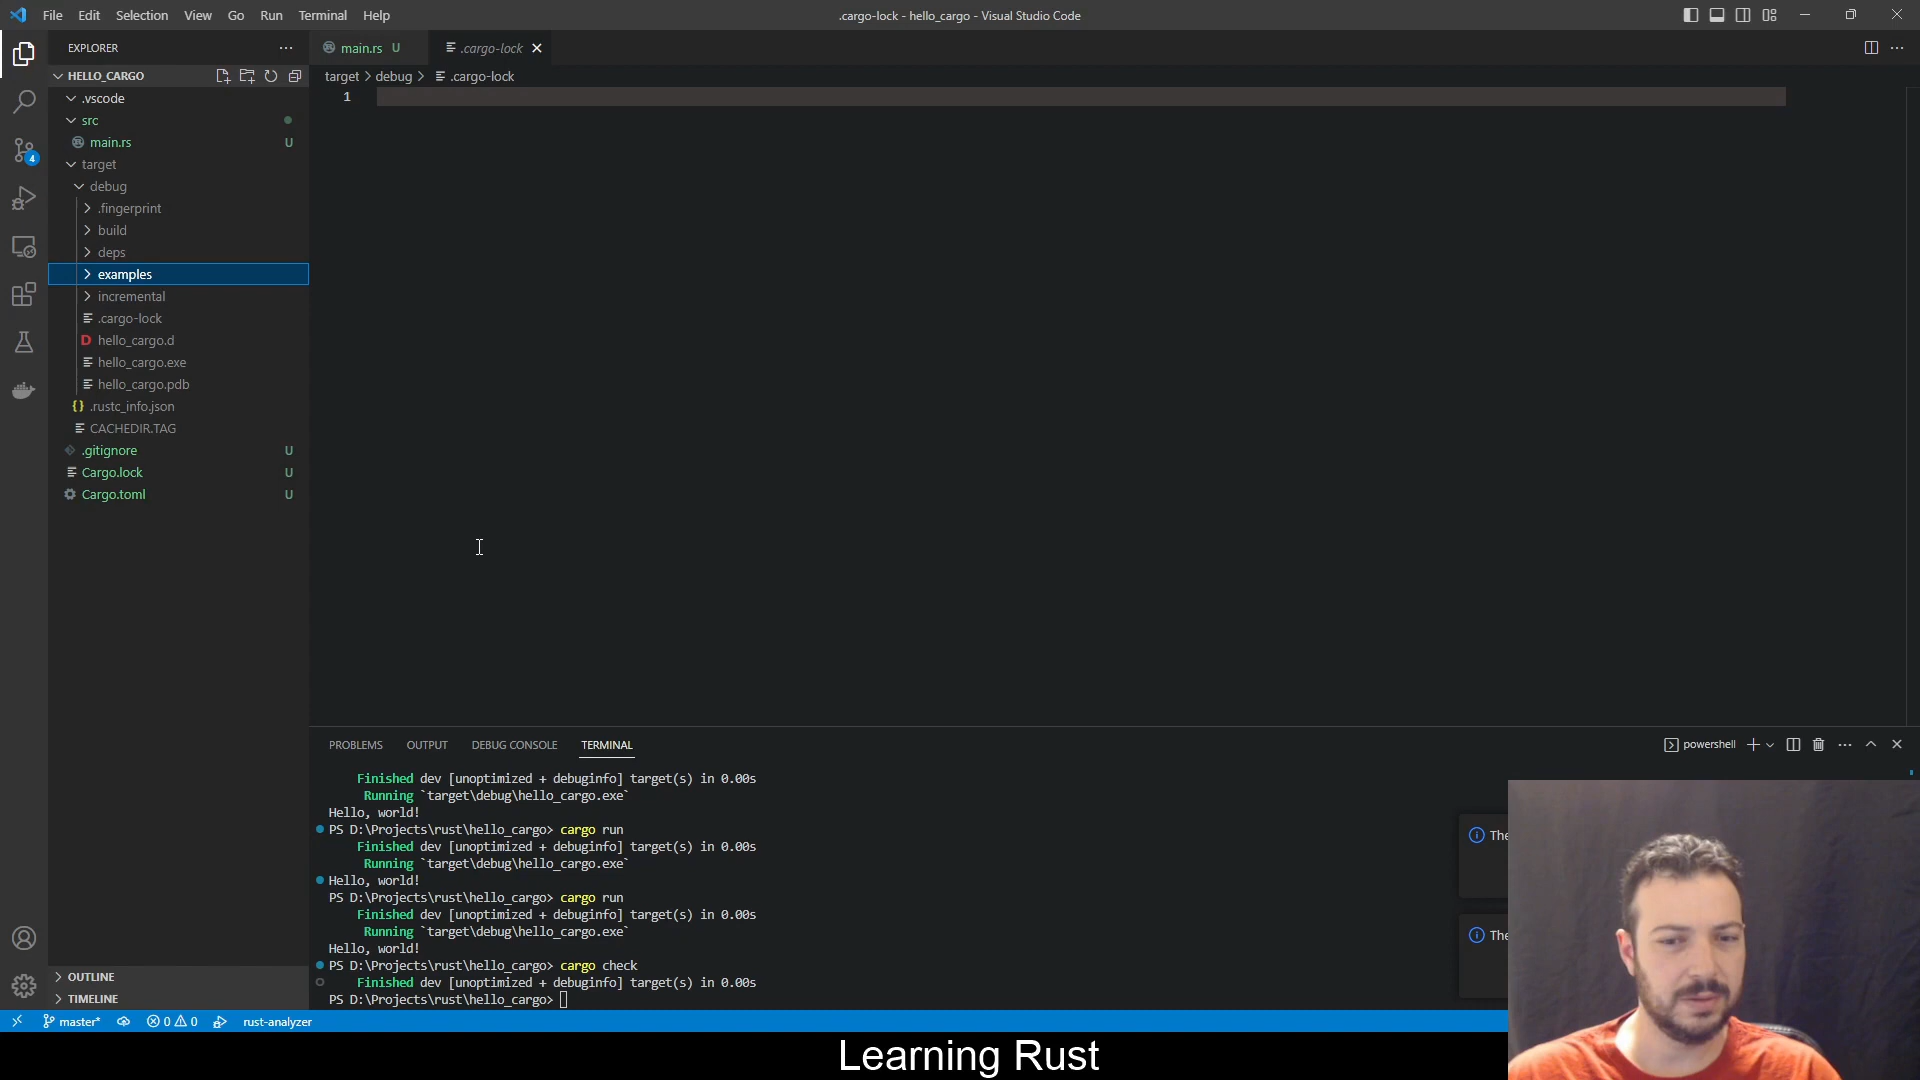 File Edit Selection View Go Run Terminal Help
.cargo-lock - hello_cargo - Visual Studio Code
EXPLORER
HELLO_CARGO
.vscode
src
main.rs U
target
debug
.fingerprint
build
deps
examples
incremental
.cargo-lock
D hello_cargo.d
hello_cargo.exe
hello_cargo.pdb
{} .rustc_info.json
CACHEDIR.TAG
.gitignore U
Cargo.lock U
Cargo.toml U
OUTLINE
TIMELINE
4
main.rs U
.cargo-lock
target > debug > .cargo-lock
1
PROBLEMS OUTPUT DEBUG CONSOLE TERMINAL
powershell
Finished dev [unoptimized + debuginfo] target(s) in 0.00s
Running `target\debug\hello_cargo.exe`
Hello, world!
PS D:\Projects\rust\hello_cargo> cargo run
Finished dev [unoptimized + debuginfo] target(s) in 0.00s
Running `target\debug\hello_cargo.exe`
Hello, world!
PS D:\Projects\rust\hello_cargo> cargo run
Finished dev [unoptimized + debuginfo] target(s) in 0.00s
Running `target\debug\hello_cargo.exe`
Hello, world!
PS D:\Projects\rust\hello_cargo> cargo check
Finished dev [unoptimized + debuginfo] target(s) in 0.00s
PS D:\Projects\rust\hello_cargo>
The
The
master* 0 0 rust-analyzer
Learning Rust